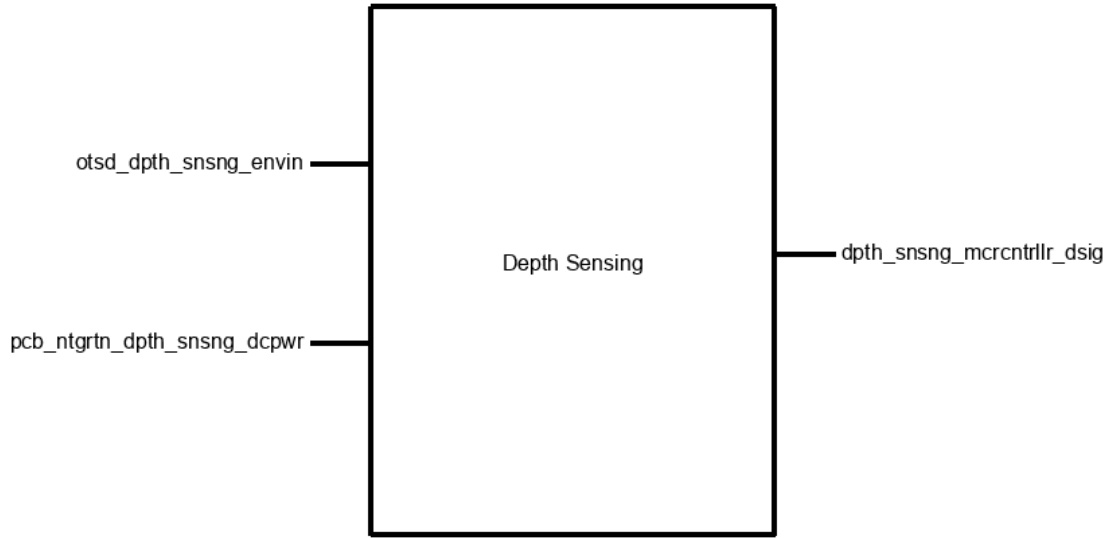 otsd_dpth_snsng_envin
dpth_snsng_mcrcntrllr_dsig
Depth Sensing
pcb_ntgrtn_dpth_snsng_dcpwr